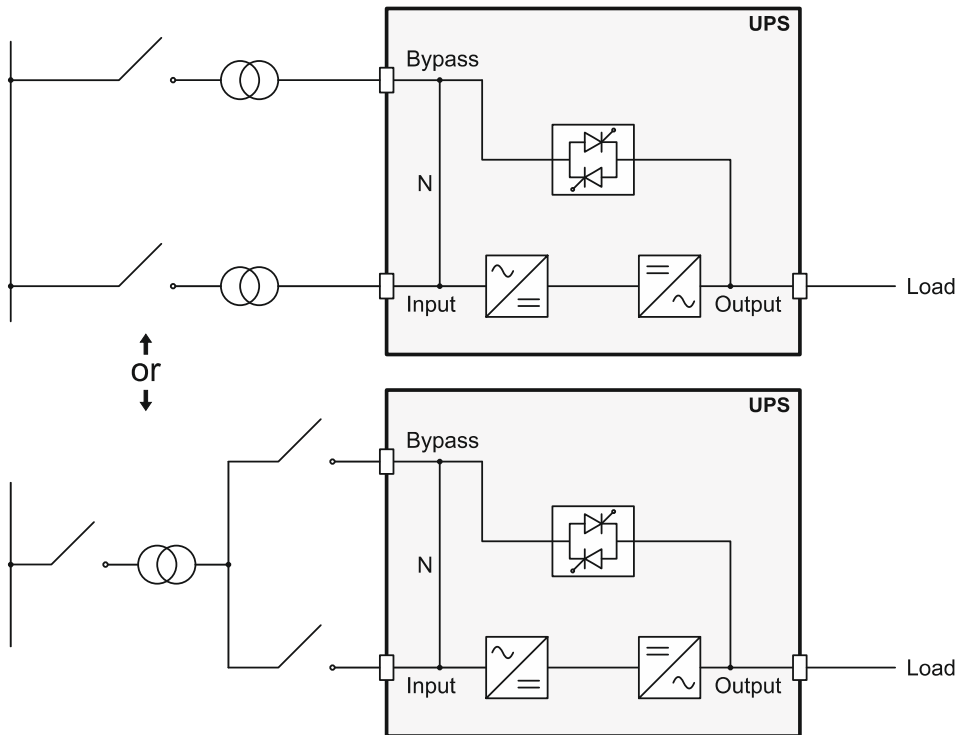 UPS
Bypass
N
Input
Output
Load
or
UPS
Bypass
N
Input
Output
Load